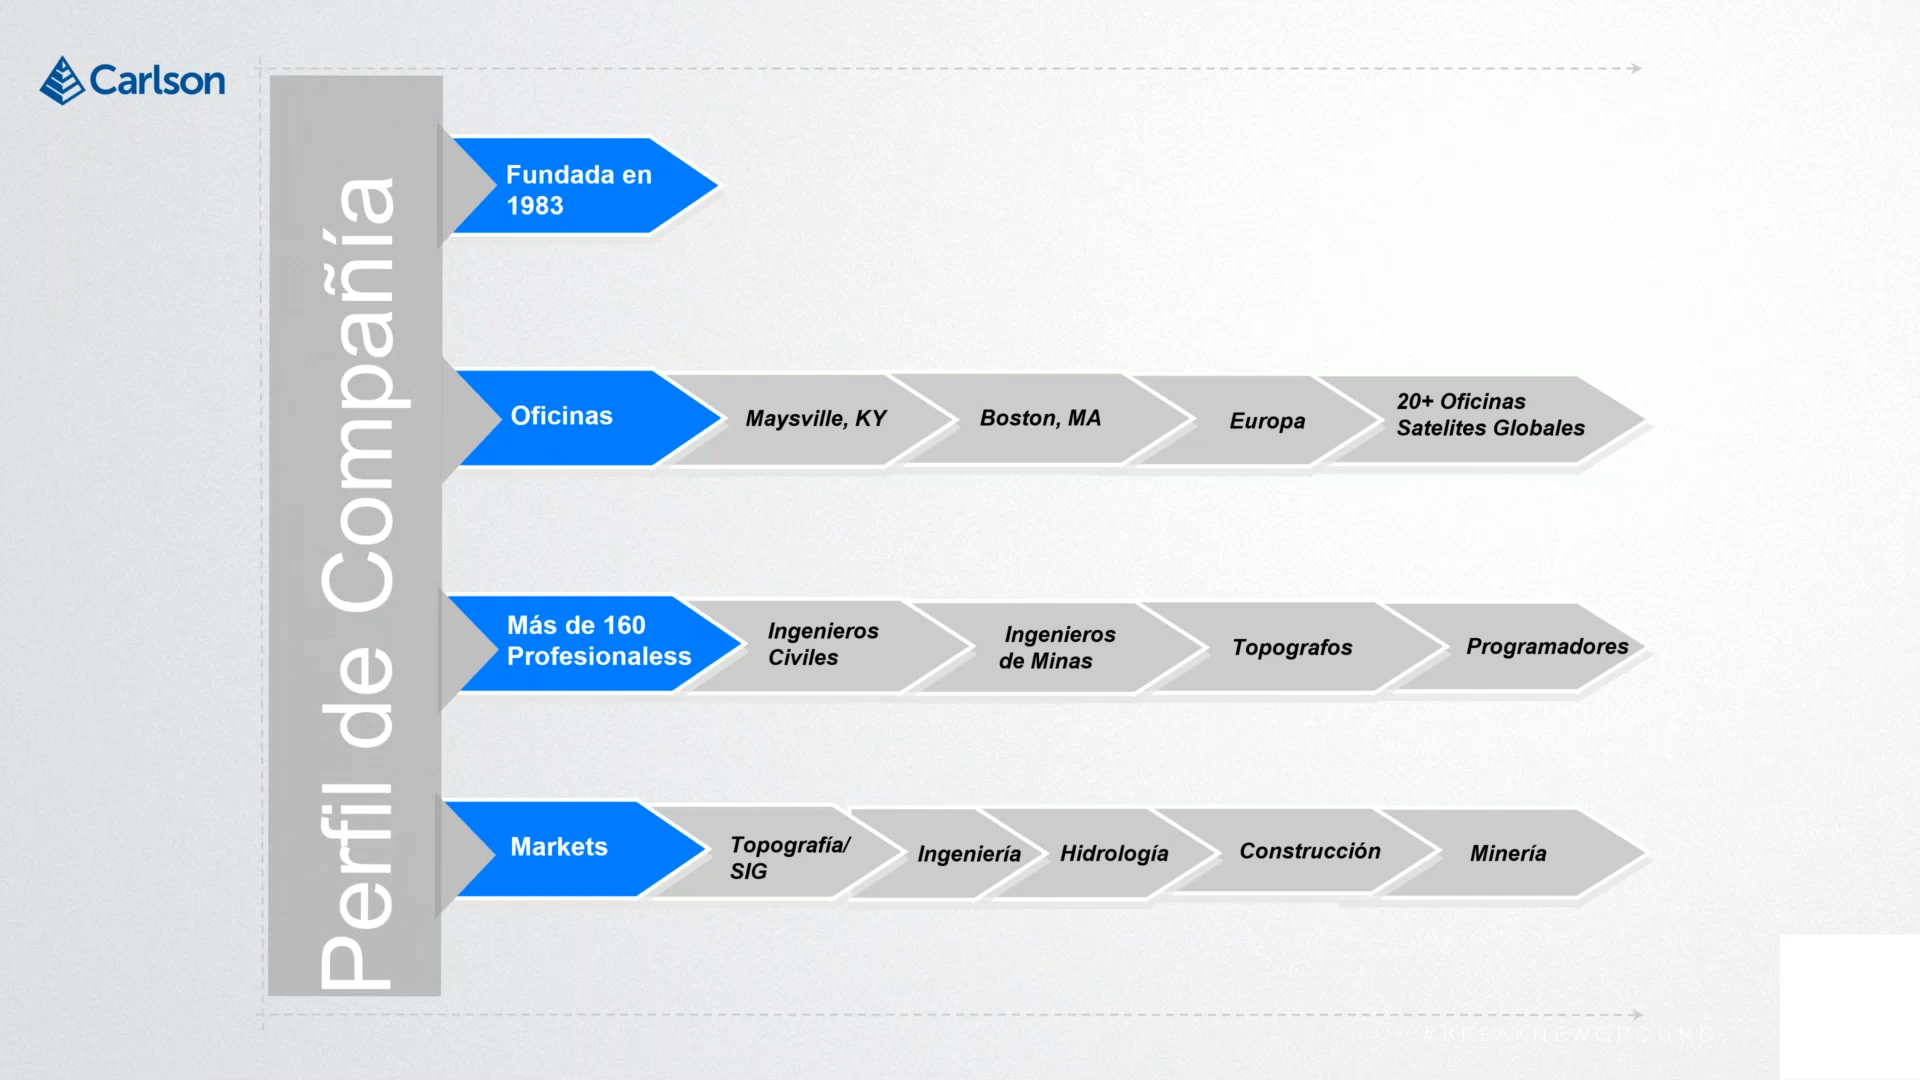 Carlson
Perfil de Compañía
Fundada en
1983
Oficinas
Maysville, KY
Boston, MA
Europa
20+ Oficinas
Satelites Globales
Más de 160
Profesionaless
Ingenieros
Civiles
Ingenieros
de Minas
Topografos
Programadores
Markets
Topografía/
SIG
Ingeniería
Hidrología
Construcción
Minería
#BREAKNEWGROUND